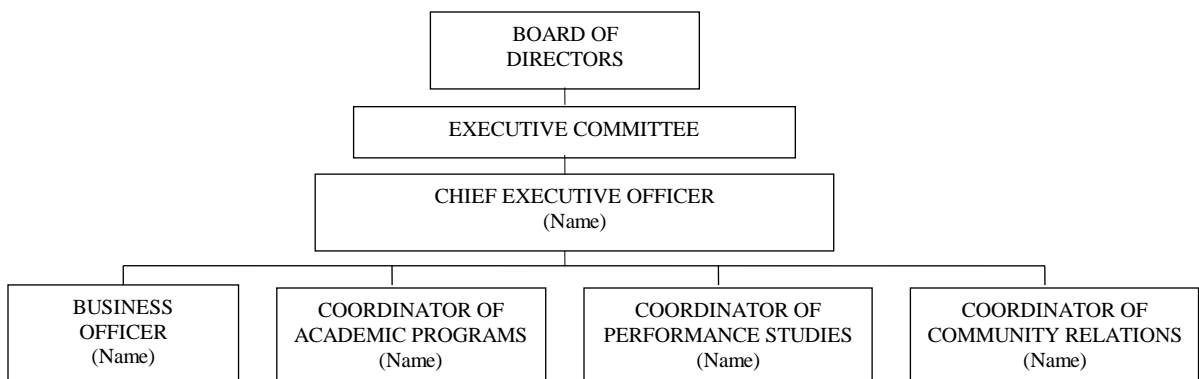 BOARD OF
DIRECTORS
EXECUTIVE COMMITTEE
CHIEF EXECUTIVE OFFICER
(Name)
BUSINESS
OFFICER
(Name)
COORDINATOR OF
ACADEMIC PROGRAMS
(Name)
COORDINATOR OF
PERFORMANCE STUDIES
(Name)
COORDINATOR OF
COMMUNITY RELATIONS
(Name)